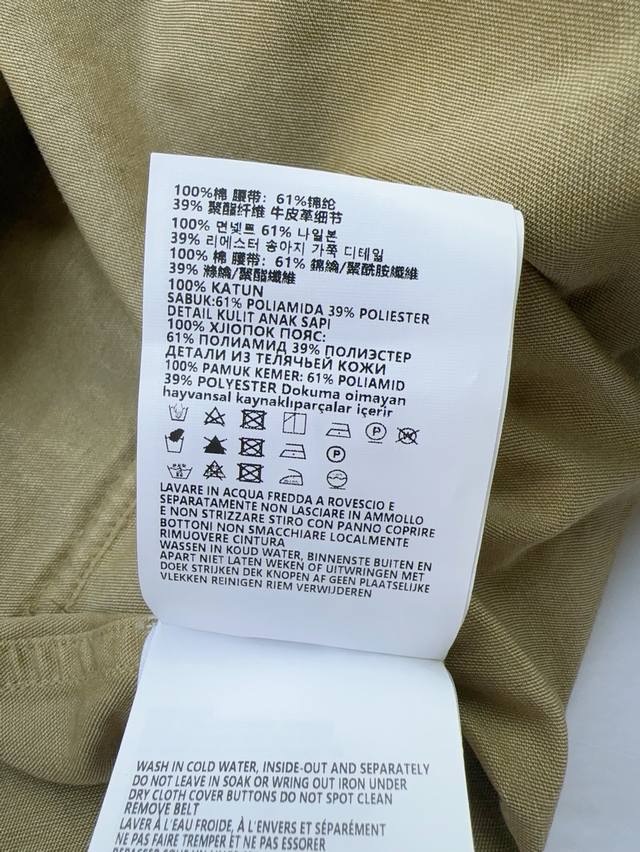 100%棉 腰带：61%锦纶
39% 聚酯纤维 牛皮革细节
100% 면벨트 61% 나일본
39% 리에스터 송아지 가쪽 디테일
100% 棉 腰帶：61% 錦綸/聚酰胺纖維
39% 滌綸/聚酯纖維
100% KATUN
SABUK:61% POLIAMIDA 39% POLIESTER
DETAIL KULIT ANAK SAPI
100% ХЛОПОК ПОЯС:
61% ПОЛИАМИД 39% ПОЛИЭСТЕР
ДЕТАЛИ ИЗ ТЕЛЯЧЬЕЙ КОЖИ
100% PAMUK KEMER: 61% POLIAMID
39% POLYESTER Dokuma oimayan
hayvansal kaynaklıparçalar içerir
P
P
LAVARE IN ACQUA FREDDA A ROVESCIO E
SEPARATAMENTE NON LASCIARE IN AMMOLLO
E NON STRIZZARE STIRO CON PANNO COPRIRE
BOTTONI NON SMACCHIARE LOCALMENTE
RIMUOVERE CINTURA
WASSEN IN KOUD WATER, BINNENSTE BUITEN EN
APART NIET LATEN WEKEN OF UITWRINGEN MET
DOEK STRIJKEN DEK KNOPEN AF GEEN PLAATSELIJKE
VLEKKEN REINIGEN RIEM VERWIJDEREN
WASH IN COLD WATER, INSIDE-OUT AND SEPARATELY
DO NOT LEAVE IN SOAK OR WRING OUT IRON UNDER
DRY CLOTH COVER BUTTONS DO NOT SPOT CLEAN
REMOVE BELT
LAVER À L'EAU FROIDE, À L'ENVERS ET SÉPARÉMENT
NE PAS FAIRE TREMPER ET NE PAS ESSORER